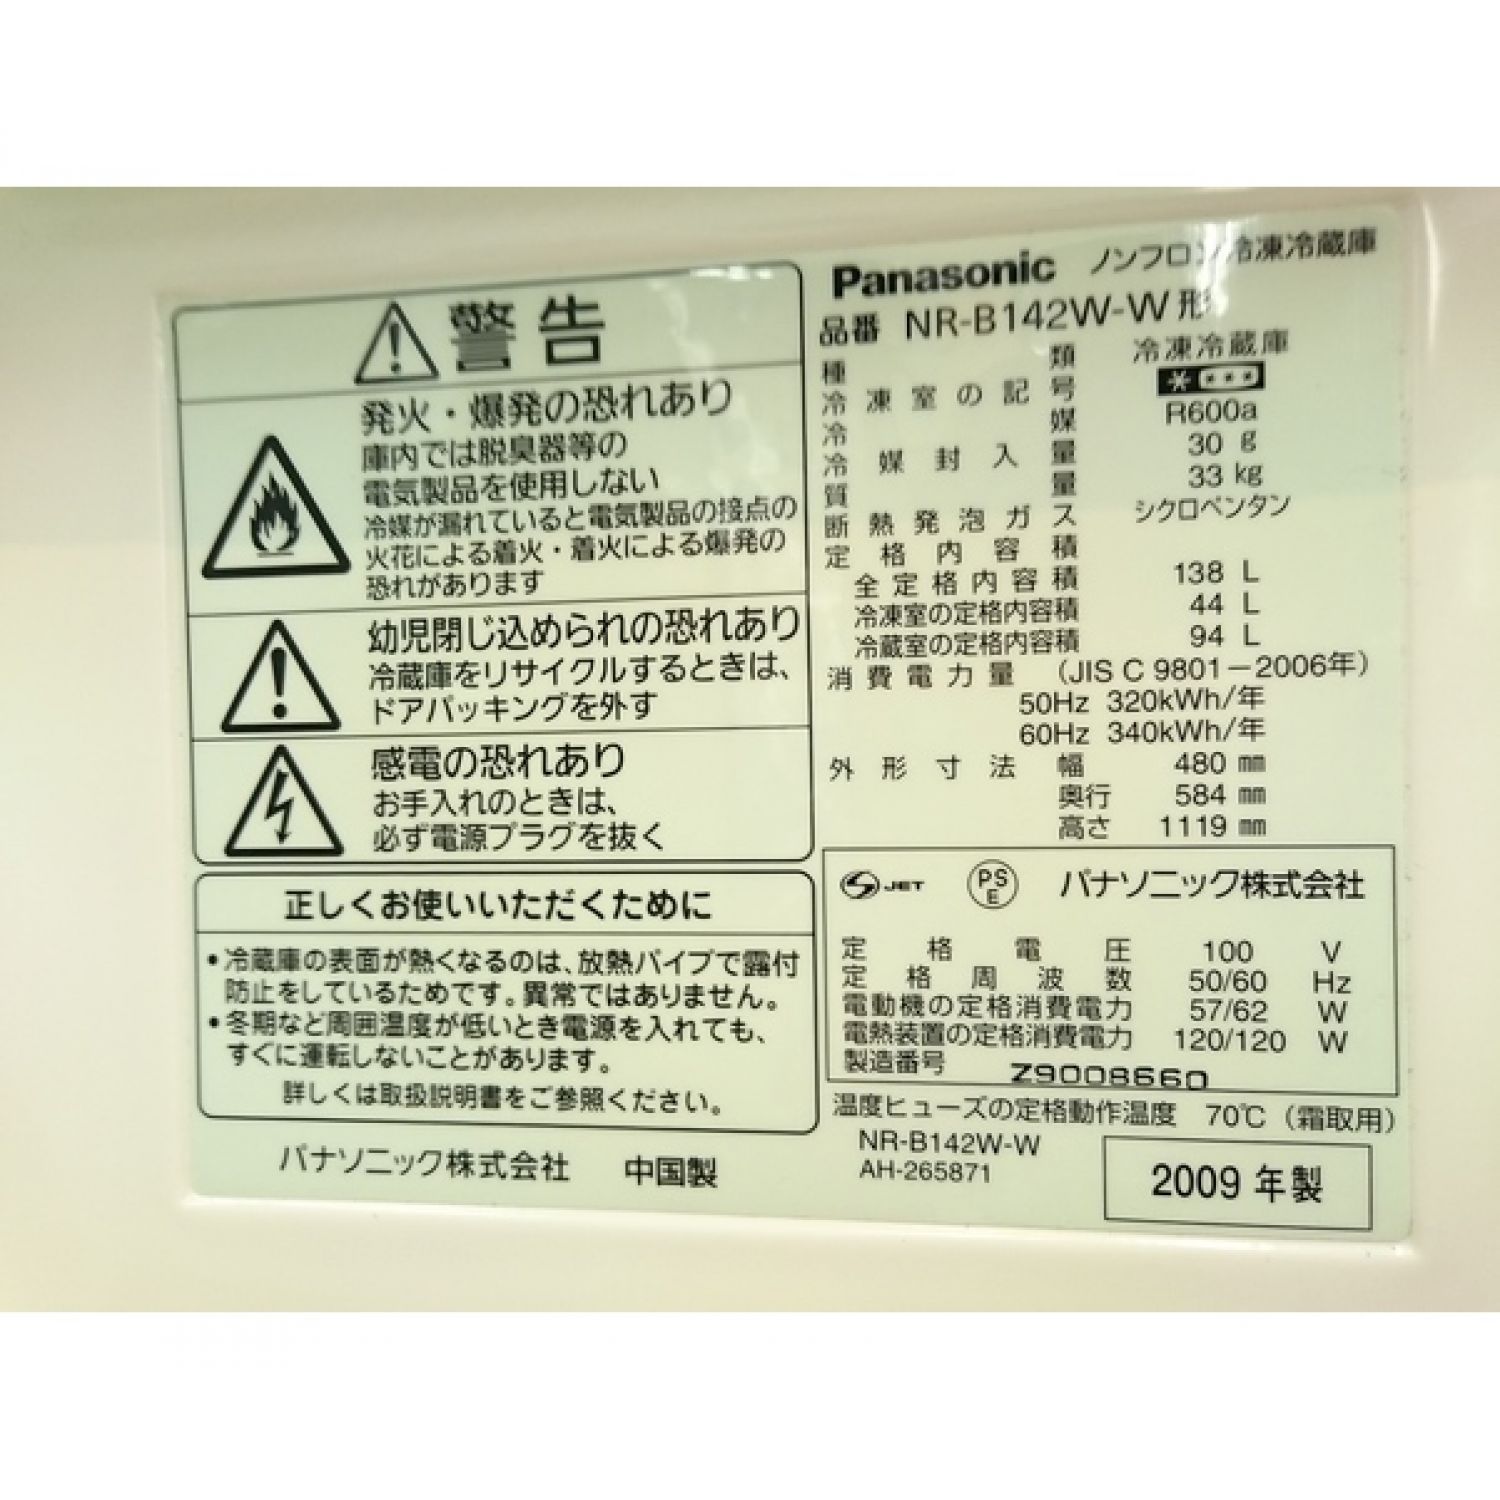 警告
発火・爆発の恐れあり
庫内では脱臭器等の
電気製品を使用しない
冷媒が漏れていると電気製品の接点の
火花による着火・着火による爆発の
恐れがあります
幼児閉じ込められの恐れあり
冷蔵庫をリサイクルするときは、
ドアパッキングを外す
感電の恐れあり
お手入れのときは、
必ず電源プラグを抜く
正しくお使いいただくために
•冷蔵庫の表面が熱くなるのは、放熱パイプで露付
防止をしているためです。異常ではありません。
•冬期など周囲温度が低いとき電源を入れても、
すぐに運転しないことがあります。
詳しくは取扱説明書をご参照ください。
パナソニック株式会社 中国製
Panasonic ノンフロン冷凍冷蔵庫
品番 NR-B142W-W形
種類 冷凍冷蔵庫
冷凍室の記号
冷媒 R600a
冷媒封入量 30 g
質量 33 kg
断熱発泡ガス シクロペンタン
定格内容積
全定格内容積 138 L
冷凍室の定格内容積 44 L
冷蔵室の定格内容積 94 L
消費電力量 (JIS C 9801-2006年)
50Hz 320kWh/年
60Hz 340kWh/年
外形寸法 幅 480 mm
奥行 584 mm
高さ 1119 mm
S JET PS E パナソニック株式会社
定格電圧 100 V
定格周波数 50/60 Hz
電動機の定格消費電力 57/62 W
電熱装置の定格消費電力 120/120 W
製造番号 Z9008660
温度ヒューズの定格動作温度 70℃ (霜取用)
NR-B142W-W
AH-265871
2009 年製